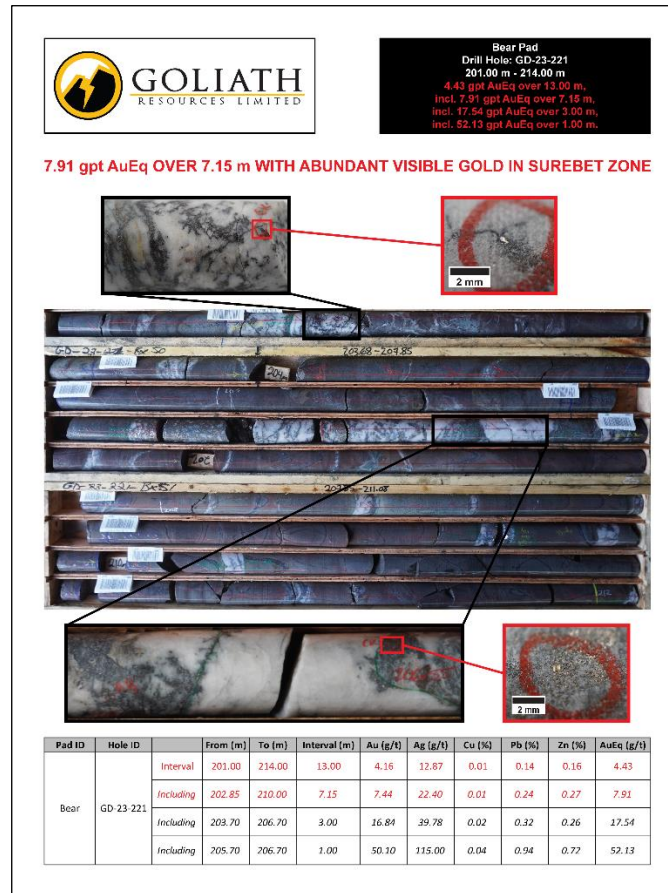 GOLIATH
RESOURCES LIMITED
Bear Pad
Drill Hole: GD-23-221
201.00 m - 214.00 m
4.43 gpt AuEq over 13.00 m,
incl. 7.91 gpt AuEq over 7.15 m,
incl. 17.54 gpt AuEq over 3.00 m,
incl. 52.13 gpt AuEq over 1.00 m.
7.91 gpt AuEq OVER 7.15 m WITH ABUNDANT VISIBLE GOLD IN SUREBET ZONE
2 mm
203.68-207.85
204
2 mm
Pad ID Hole ID From (m) To (m) Interval (m) Au (g/t) Ag (g/t) Cu (%) Pb (%) Zn (%) AuEq (g/t)
Bear GD-23-221 Interval 201.00 214.00 13.00 4.16 12.87 0.01 0.14 0.16 4.43
Including 202.85 210.00 7.15 7.44 22.40 0.01 0.24 0.27 7.91
Including 203.70 206.70 3.00 16.84 39.78 0.02 0.32 0.26 17.54
Including 205.70 206.70 1.00 50.10 115.00 0.04 0.94 0.72 52.13